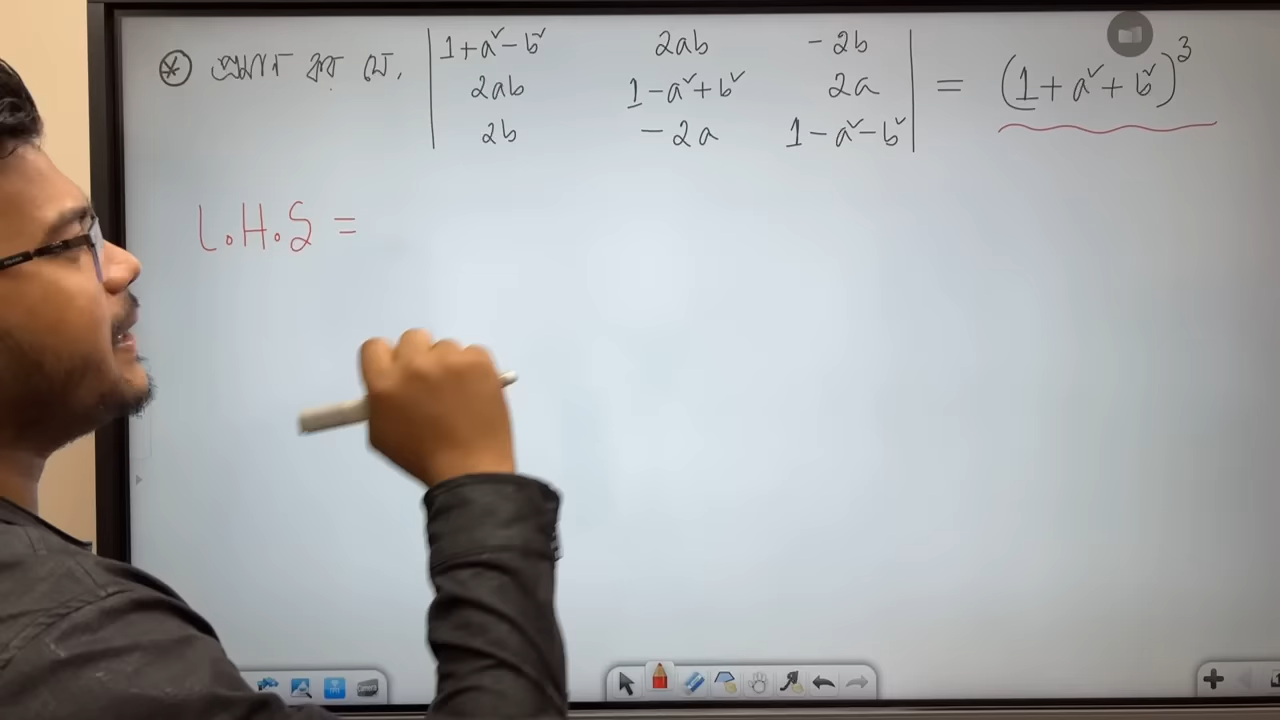 ⊛ প্রমাণ কর যে, | 1+a²−b² 2ab −2b |
| 2ab 1−a²+b² 2a | = (1+a²+b²)³
| 2b −2a 1−a²−b² |
L.H.S =